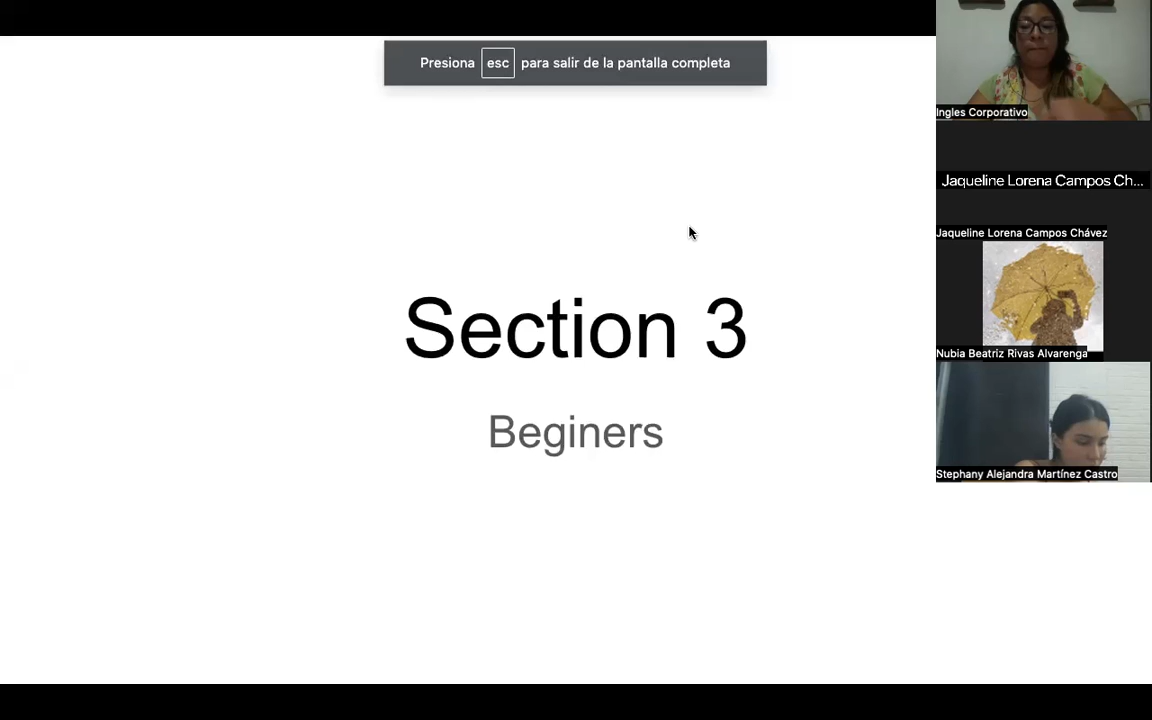 Presiona esc para salir de la pantalla completa
Section 3
Beginers
Ingles Corporativo
Jaqueline Lorena Campos Ch...
Jaqueline Lorena Campos Chávez
Nubia Beatriz Rivas Alvarenga
Stephany Alejandra Martínez Castro